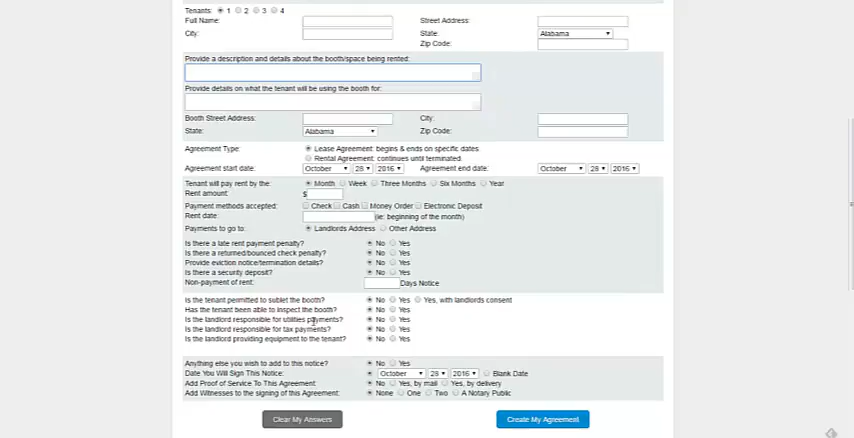 Tenants: 1 2 3 4
Full Name: Street Address:
City: State: Alabama
Zip Code:
Provide a description and details about the booth/space being rented:
Provide details on what the tenant will be using the booth for:
Booth Street Address: City:
State: Alabama Zip Code:
Agreement Type: Lease Agreement: begins & ends on specific dates
Rental Agreement: continues until terminated
Agreement start date: October 28 2016 Agreement end date: October 28 2016
Tenant will pay rent by the: Month Week Three Months Six Months Year
Rent amount: $
Payment methods accepted: Check Cash Money Order Electronic Deposit
Rent date: (ie: beginning of the month)
Payments to go to: Landlords Address Other Address
Is there a late rent payment penalty? No Yes
Is there a returned/bounced check penalty? No Yes
Provide eviction notice/termination details? No Yes
Is there a security deposit? No Yes
Non-payment of rent: Days Notice
Is the tenant permitted to sublet the booth? No Yes Yes, with landlords consent
Has the tenant been able to inspect the booth? No Yes
Is the landlord responsible for utilities payments? No Yes
Is the landlord responsible for tax payments? No Yes
Is the landlord providing equipment to the tenant? No Yes
Anything else you wish to add to this notice? No Yes
Date You Will Sign This Notice: October 28 2016 Blank Date
Add Proof of Service To This Agreement: No Yes, by mail Yes, by delivery
Add Witnesses to the signing of this Agreement: None One Two A Notary Public
Clear My Answers Create My Agreement